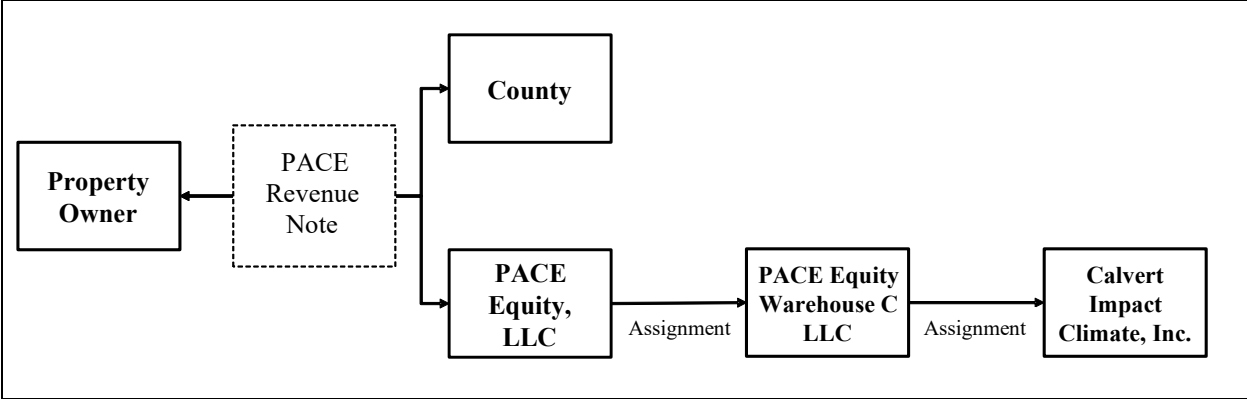 County
Property
Owner
PACE
Revenue
Note
PACE
Equity,
LLC
Assignment
PACE Equity
Warehouse C
LLC
Assignment
Calvert
Impact
Climate, Inc.